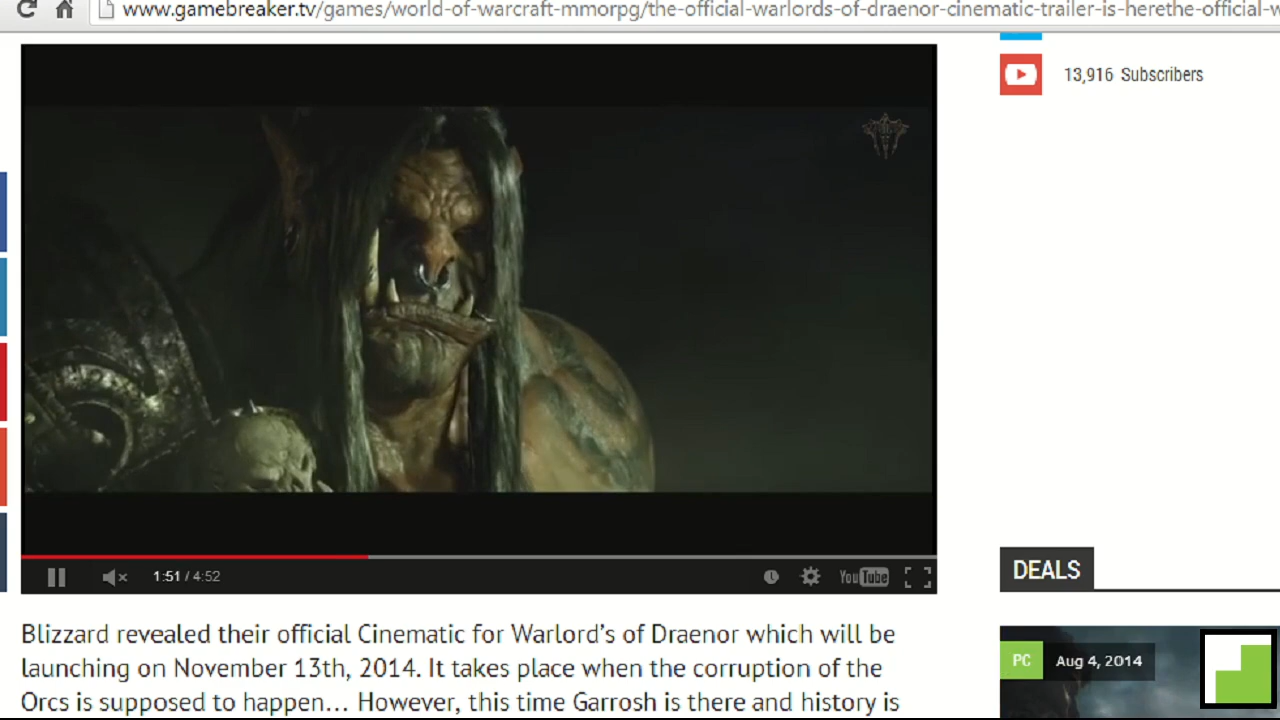 www.gamebreaker.tv/games/world-of-warcraft-mmorpg/the-official-warlords-of-draenor-cinematic-trailer-is-herethe-official-w
13,916 Subscribers
1:51 / 4:52
YouTube
Blizzard revealed their official Cinematic for Warlord's of Draenor which will be
launching on November 13th, 2014. It takes place when the corruption of the
Orcs is supposed to happen... However, this time Garrosh is there and history is
DEALS
PC Aug 4, 2014